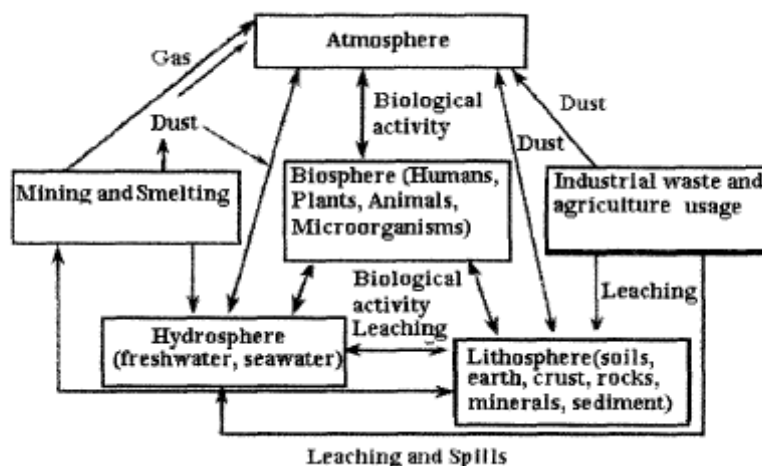 Atmosphere
Gas
Dust
Biological
activity
Dust
Dust
Mining and Smelting
Biosphere (Humans,
Plants, Animals,
Microorganisms)
Industrial waste and
agriculture usage
Biological
activity
Leaching
Leaching
Hydrosphere
(freshwater, seawater)
Lithosphere(soils,
earth, crust, rocks,
minerals, sediment)
Leaching and Spills